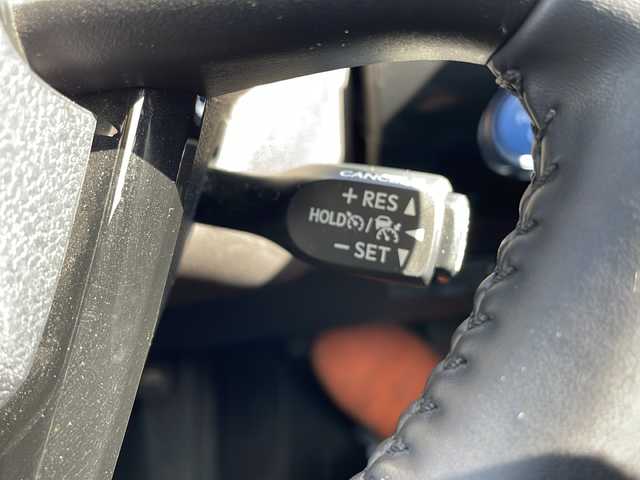 CANCEL
+ RES
HOLD /
− SET